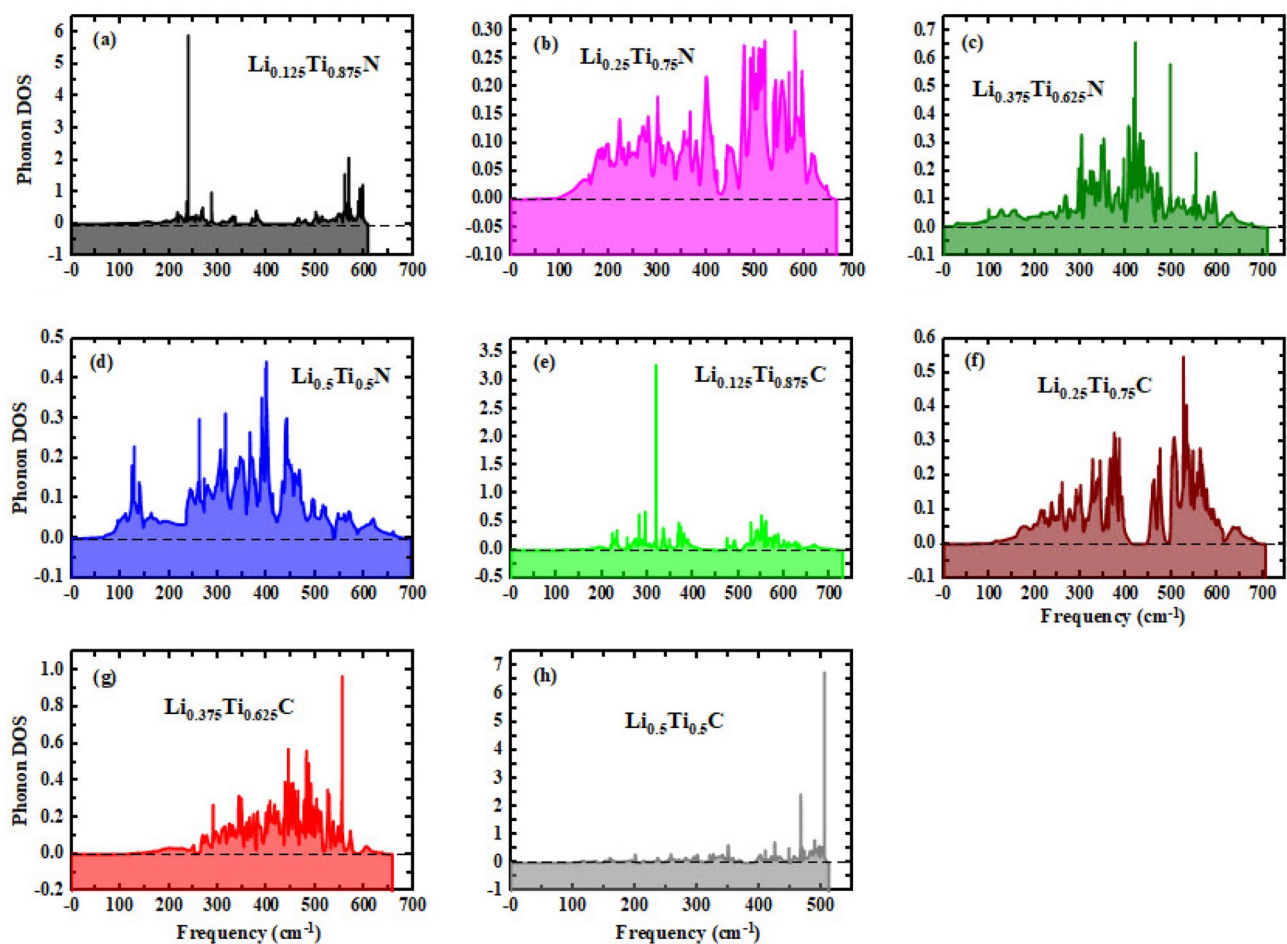 (a)
Li0.125Ti0.875N
Phonon DOS
6
5
4
3
2
1
0
-1
-0 100 200 300 400 500 600 700
(b)
Li0.25Ti0.75N
0.30
0.25
0.20
0.15
0.10
0.05
0.00
-0.05
-0.10
-0 100 200 300 400 500 600 700
(c)
Li0.375Ti0.625N
0.7
0.6
0.5
0.4
0.3
0.2
0.1
0.0
-0.1
-0 100 200 300 400 500 600 700
(d)
Li0.5Ti0.5N
Phonon DOS
0.5
0.4
0.3
0.2
0.1
0.0
-0.1
-0 100 200 300 400 500 600 700
(e)
Li0.125Ti0.875C
3.5
3.0
2.5
2.0
1.5
1.0
0.5
0.0
-0.5
-0 100 200 300 400 500 600 700
(f)
Li0.25Ti0.75C
0.6
0.5
0.4
0.3
0.2
0.1
0.0
-0.1
-0 100 200 300 400 500 600 700
Frequency (cm-1)
(g)
Li0.375Ti0.625C
Phonon DOS
1.0
0.8
0.6
0.4
0.2
0.0
-0.2
-0 100 200 300 400 500 600 700
Frequency (cm-1)
(h)
Li0.5Ti0.5C
7
6
5
4
3
2
1
0
-1
-0 100 200 300 400 500
Frequency (cm-1)